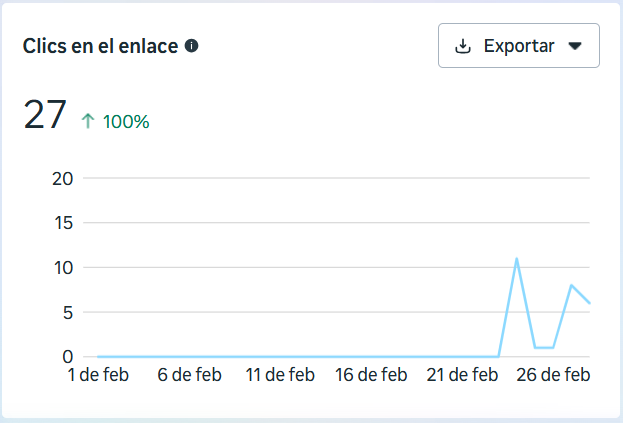 Clics en el enlace
Exportar
27 ↑ 100%
20
15
10
5
0
1 de feb 6 de feb 11 de feb 16 de feb 21 de feb 26 de feb